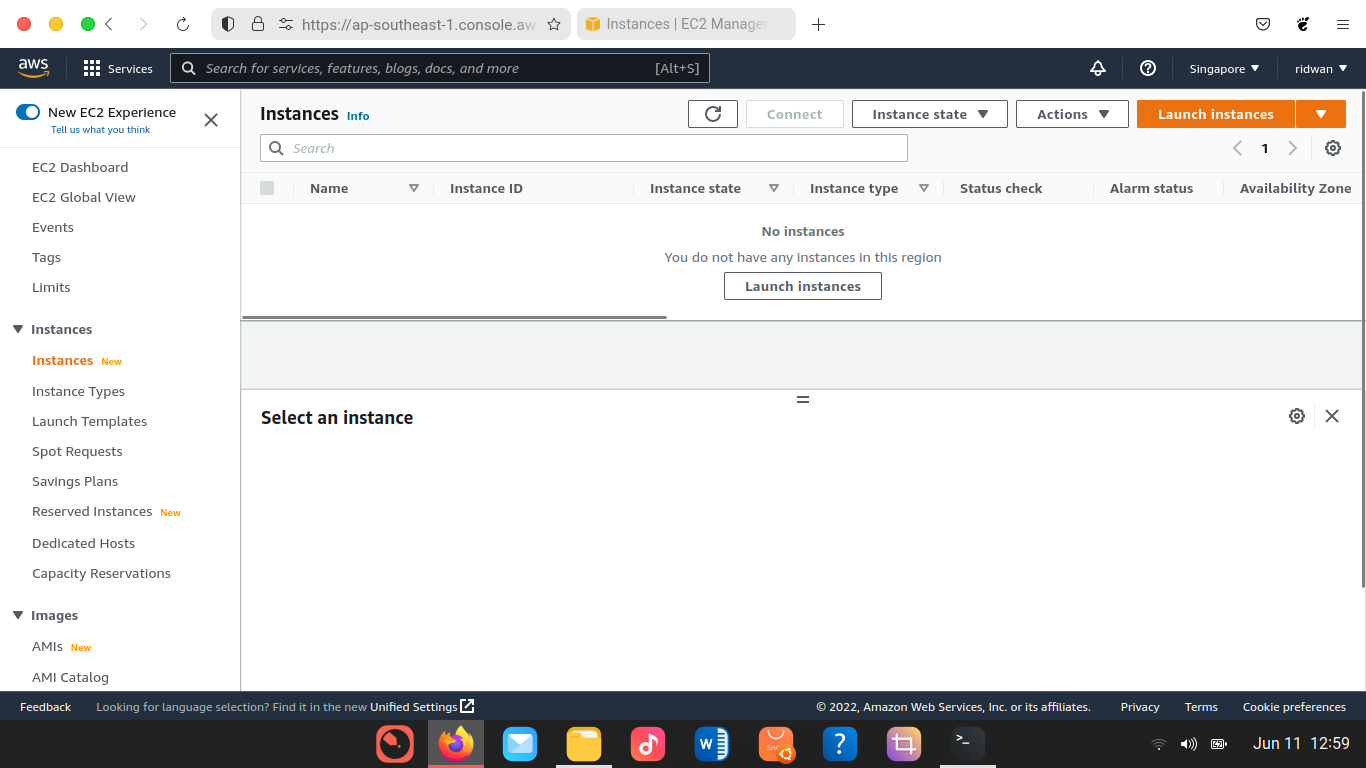 https://ap-southeast-1.console.aw
Instances | EC2 Manager
aws
Services
Search for services, features, blogs, docs, and more
[Alt+S]
Singapore
ridwan
New EC2 Experience
Tell us what you think
EC2 Dashboard
EC2 Global View
Events
Tags
Limits
Instances
Instances New
Instance Types
Launch Templates
Spot Requests
Savings Plans
Reserved Instances New
Dedicated Hosts
Capacity Reservations
Images
AMIs New
AMI Catalog
Instances Info
Connect
Instance state
Actions
Launch instances
Search
1
Name
Instance ID
Instance state
Instance type
Status check
Alarm status
Availability Zone
No instances
You do not have any instances in this region
Launch instances
Select an instance
Feedback
Looking for language selection? Find it in the new Unified Settings
© 2022, Amazon Web Services, Inc. or its affiliates.
Privacy
Terms
Cookie preferences
W
?
>_
Jun 11 12:59